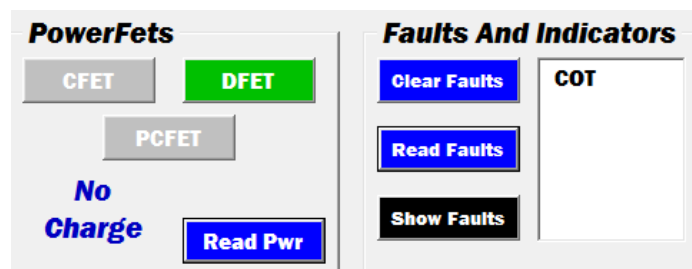 PowerFets
CFET DFET
PCFET
No
Charge
Read Pwr
Faults And Indicators
Clear Faults
COT
Read Faults
Show Faults